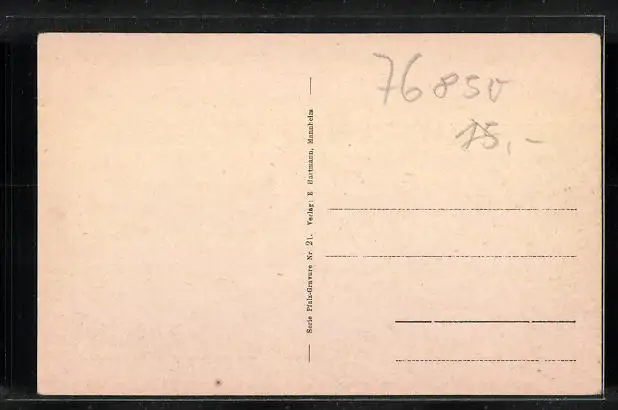 Serie Pfalz-Gravure Nr. 21. Verlag: E Hartmann, Mannheim
76850
15,-